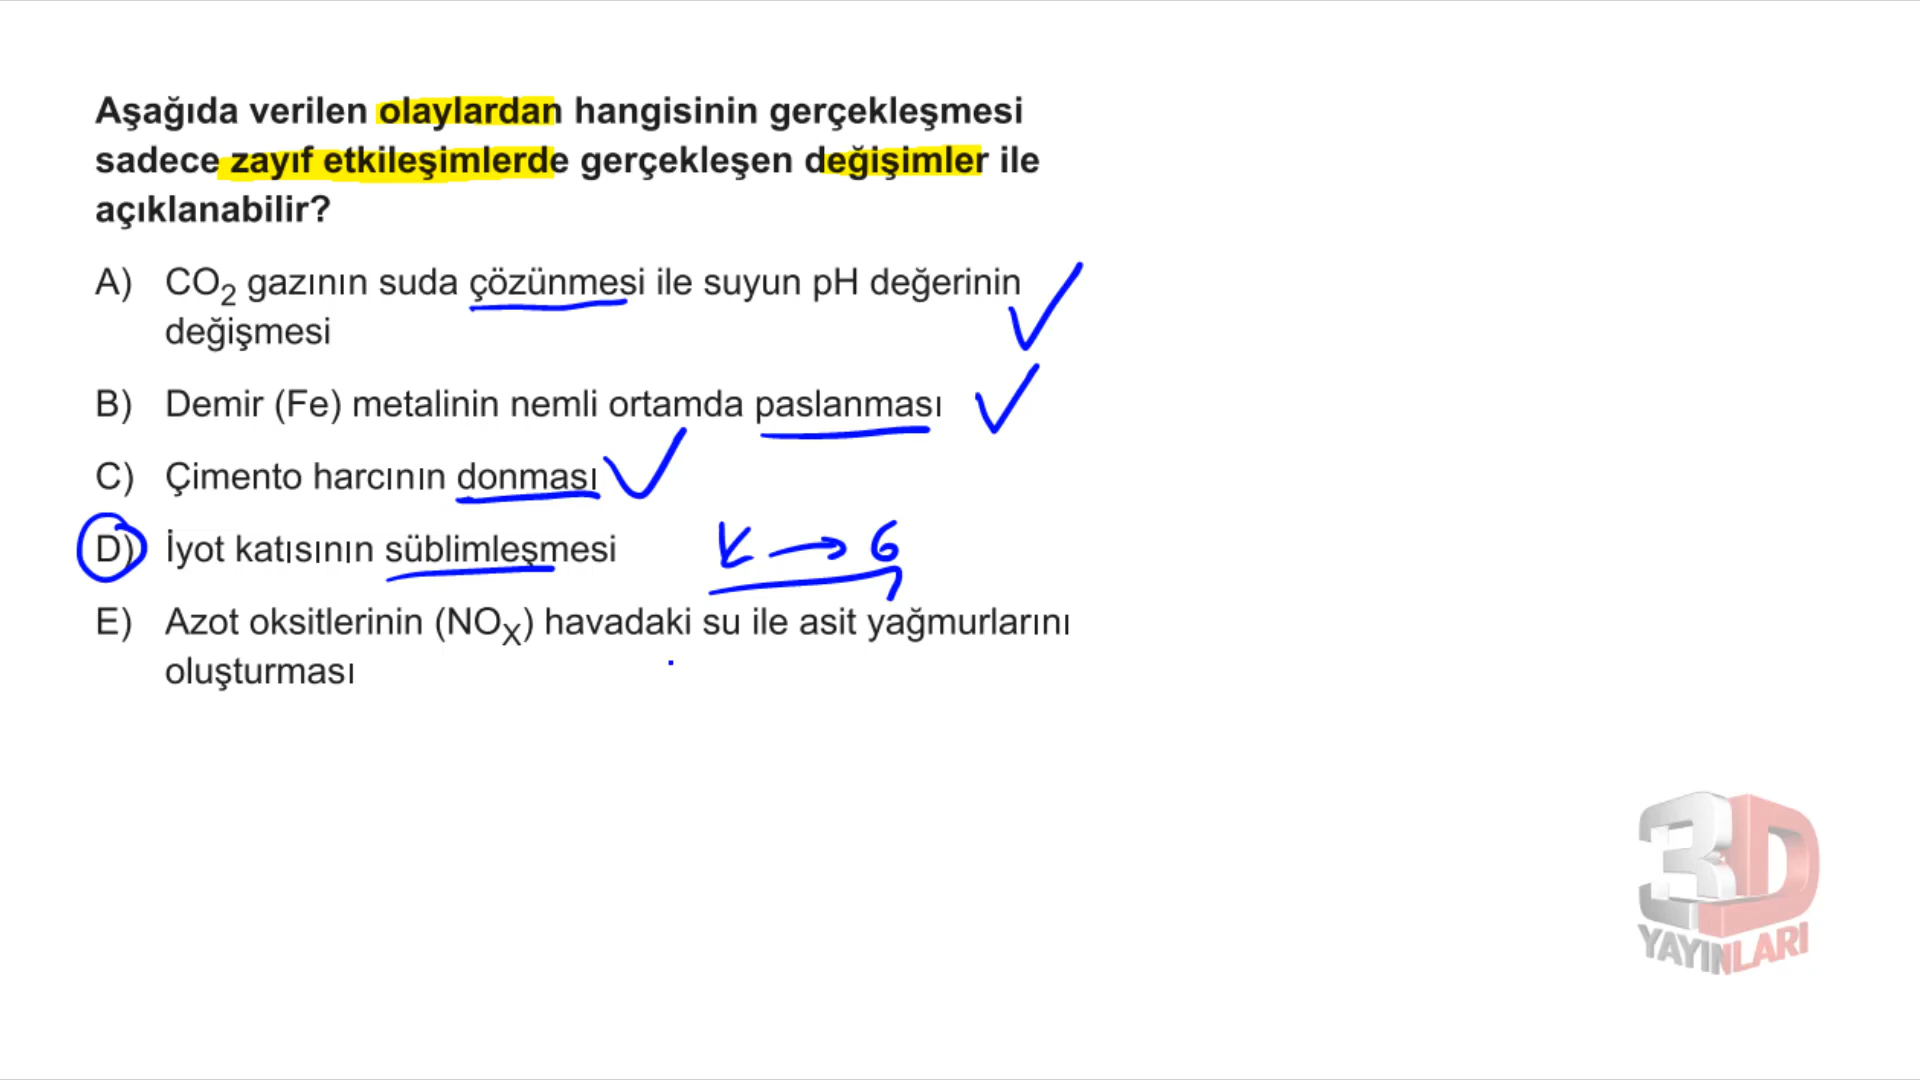 Aşağıda verilen olaylardan hangisinin gerçekleşmesi
sadece zayıf etkileşimlerde gerçekleşen değişimler ile
açıklanabilir?
A) CO₂ gazının suda çözünmesi ile suyun pH değerinin
değişmesi
B) Demir (Fe) metalinin nemli ortamda paslanması
C) Çimento harcının donması
D) İyot katısının süblimleşmesi K → G
E) Azot oksitlerinin (NOX) havadaki su ile asit yağmurlarını
oluşturması
3D
YAYINLARI